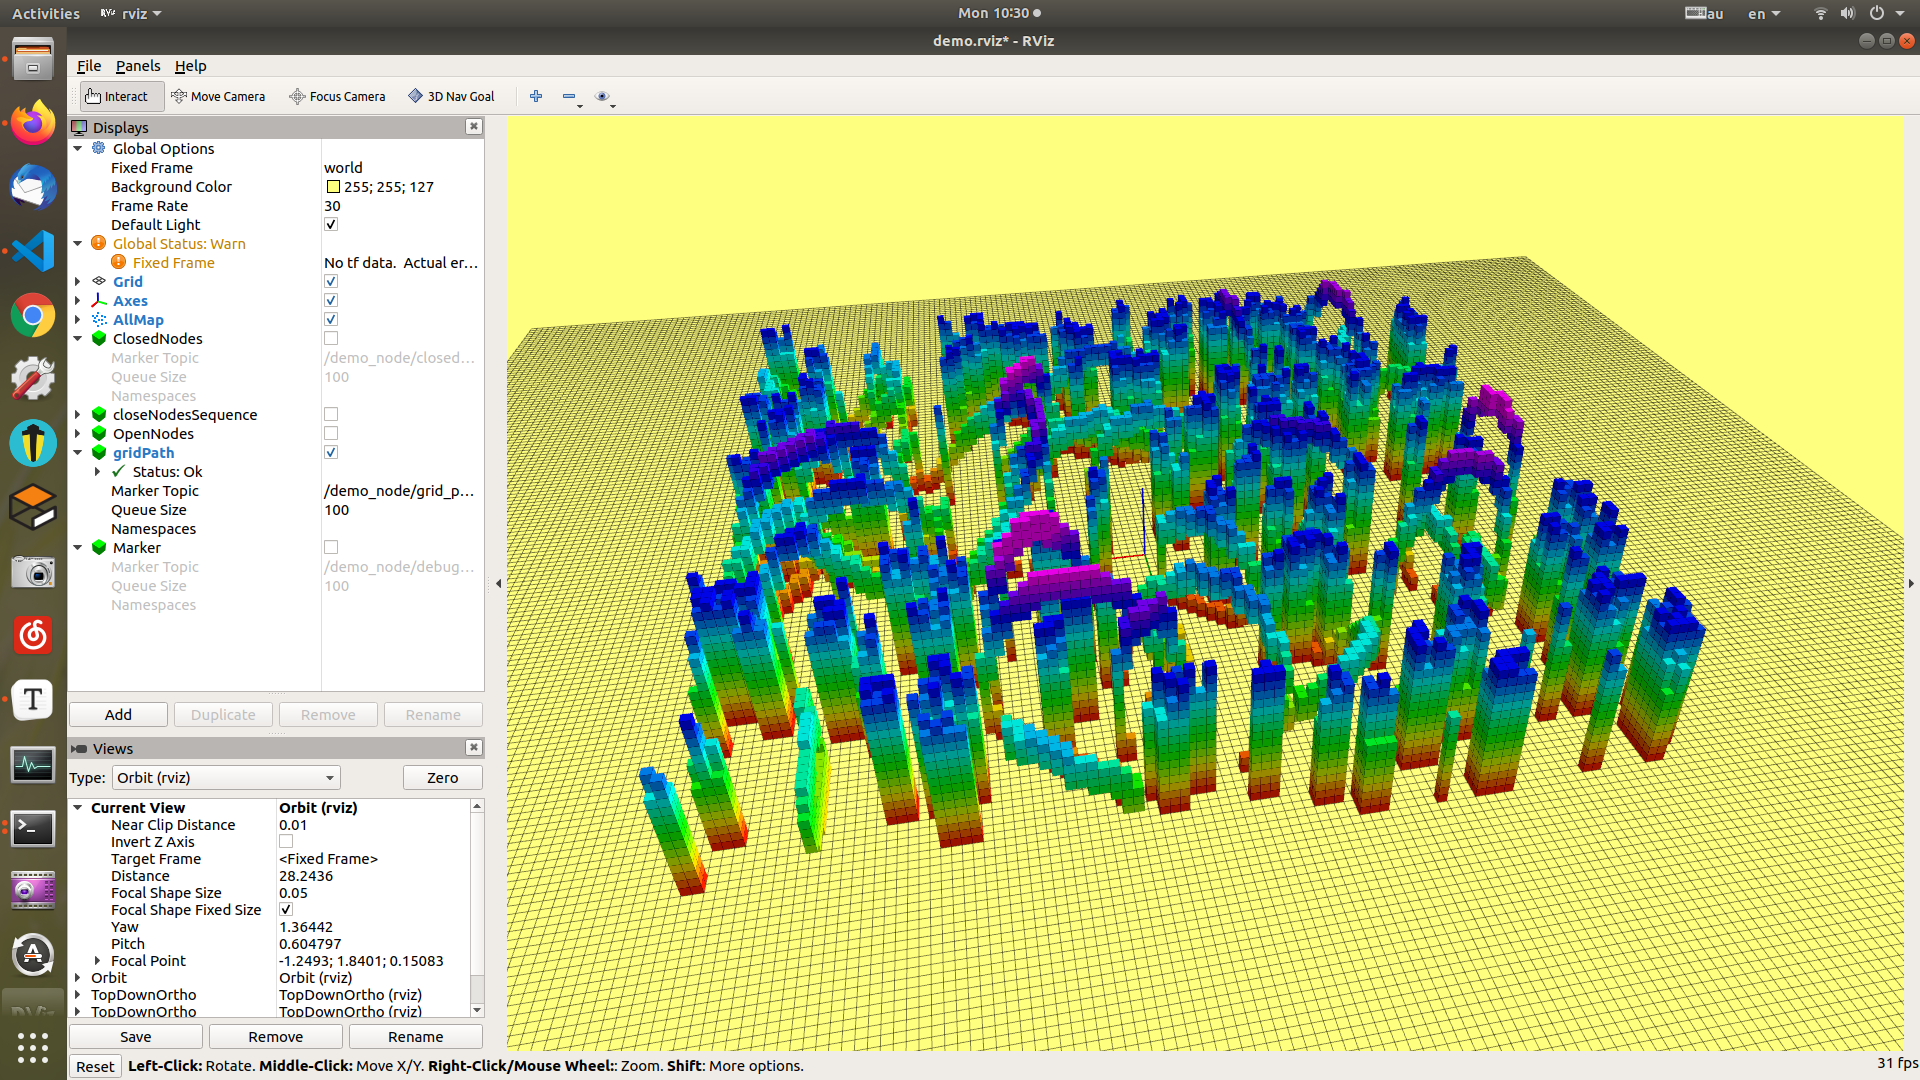 Activities
rviz
Mon 10:30
au
en
demo.rviz* - RViz
File Panels Help
Interact
Move Camera
Focus Camera
3D Nav Goal
Displays
Global Options
Fixed Frame world
Background Color 255; 255; 127
Frame Rate 30
Default Light
Global Status: Warn
Fixed Frame No tf data. Actual er...
Grid
Axes
AllMap
ClosedNodes
Marker Topic /demo_node/closed...
Queue Size 100
Namespaces
closeNodesSequence
OpenNodes
gridPath
Status: Ok
Marker Topic /demo_node/grid_p...
Queue Size 100
Namespaces
Marker
Marker Topic /demo_node/debug...
Queue Size 100
Namespaces
Add Duplicate Remove Rename
Views
Type: Orbit (rviz) Zero
Current View Orbit (rviz)
Near Clip Distance 0.01
Invert Z Axis
Target Frame <Fixed Frame>
Distance 28.2436
Focal Shape Size 0.05
Focal Shape Fixed Size
Yaw 1.36442
Pitch 0.604797
Focal Point -1.2493; 1.8401; 0.15083
Orbit Orbit (rviz)
TopDownOrtho TopDownOrtho (rviz)
TopDownOrtho TopDownOrtho (rviz)
Save Remove Rename
Reset Left-Click: Rotate. Middle-Click: Move X/Y. Right-Click/Mouse Wheel:: Zoom. Shift: More options.
31 fps